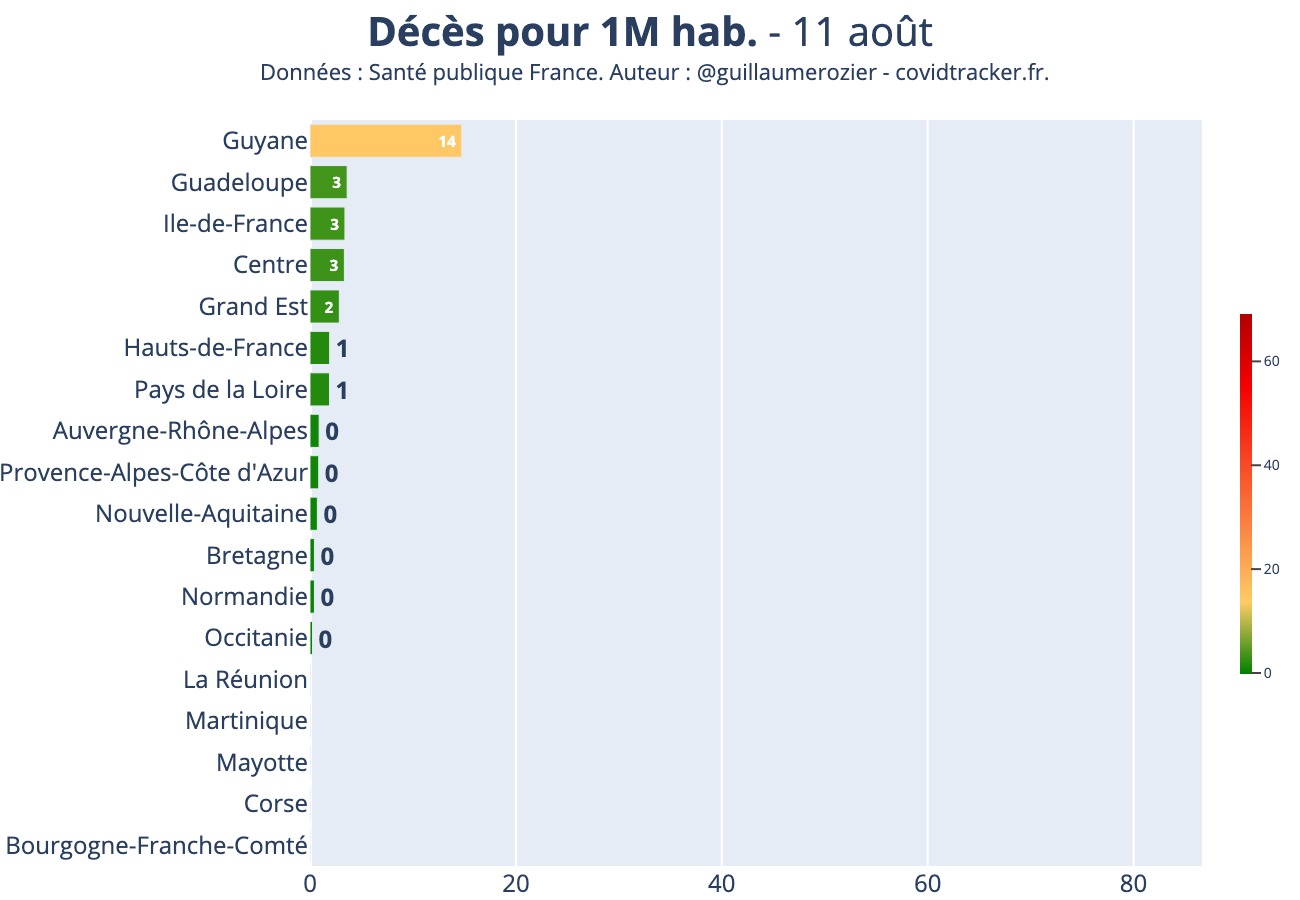 Décès pour 1M hab. - 11 août
Données : Santé publique France. Auteur : @guillaumerozier - covidtracker.fr.
Guyane 14
Guadeloupe 3
Ile-de-France 3
Centre 3
Grand Est 2
Hauts-de-France 1
Pays de la Loire 1
Auvergne-Rhône-Alpes 0
Provence-Alpes-Côte d'Azur 0
Nouvelle-Aquitaine 0
Bretagne 0
Normandie 0
Occitanie 0
La Réunion
Martinique
Mayotte
Corse
Bourgogne-Franche-Comté
0 20 40 60 80
60
40
20
0